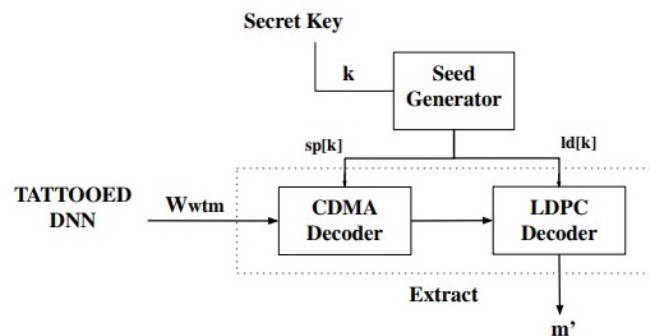 Secret Key
k
Seed
Generator
sp[k]
ld[k]
TATTOOED
DNN
Wwtm
CDMA
Decoder
LDPC
Decoder
Extract
m'